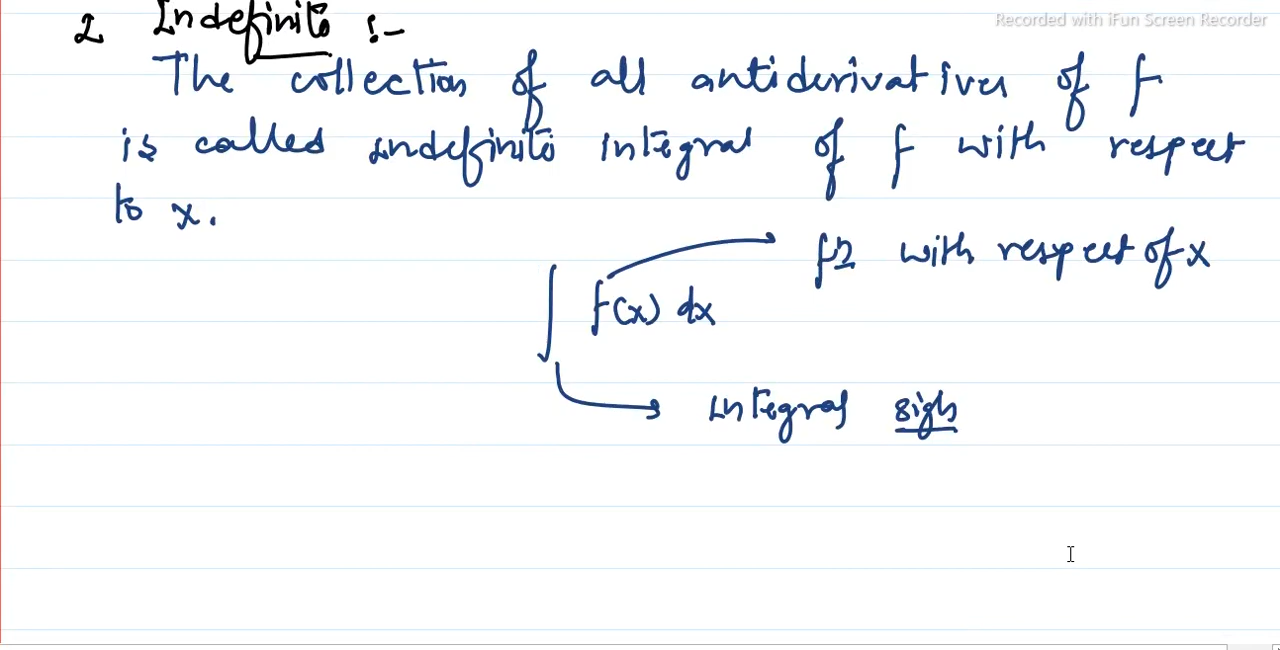 Recorded with iFun Screen Recorder
2 Indefinite :-
The collection of all antiderivatives of f
is called indefinite integral of f with respect
to x.
fn with respect of x
∫ f(x) dx
integral sign